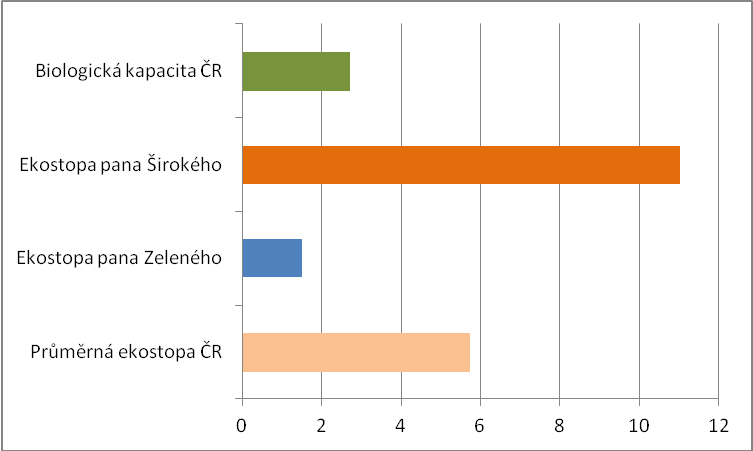 Biologická kapacita ČR
Ekostopa pana Širokého
Ekostopa pana Zeleného
Průměrná ekostopa ČR
0 2 4 6 8 10 12